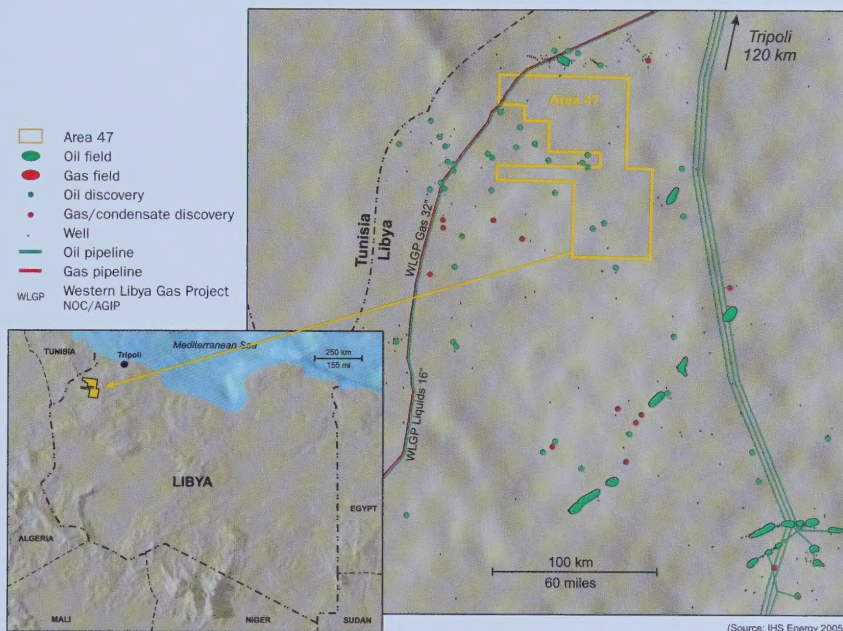 Tripoli
120 km
Area 47
Area 47
Oil field
Gas field
Oil discovery
Gas/condensate discovery
Well
Oil pipeline
Gas pipeline
WLGP Western Libya Gas Project
NOC/AGIP
Tunisia
Libya
WLGP Gas 32"
WLGP Liquids 16"
100 km
60 miles
TUNISIA
Tripoli
Mediterranean Sea
250 km
155 mi
LIBYA
EGYPT
ALGERIA
MALI
NIGER
SUDAN
(Source: IHS Energy 2005